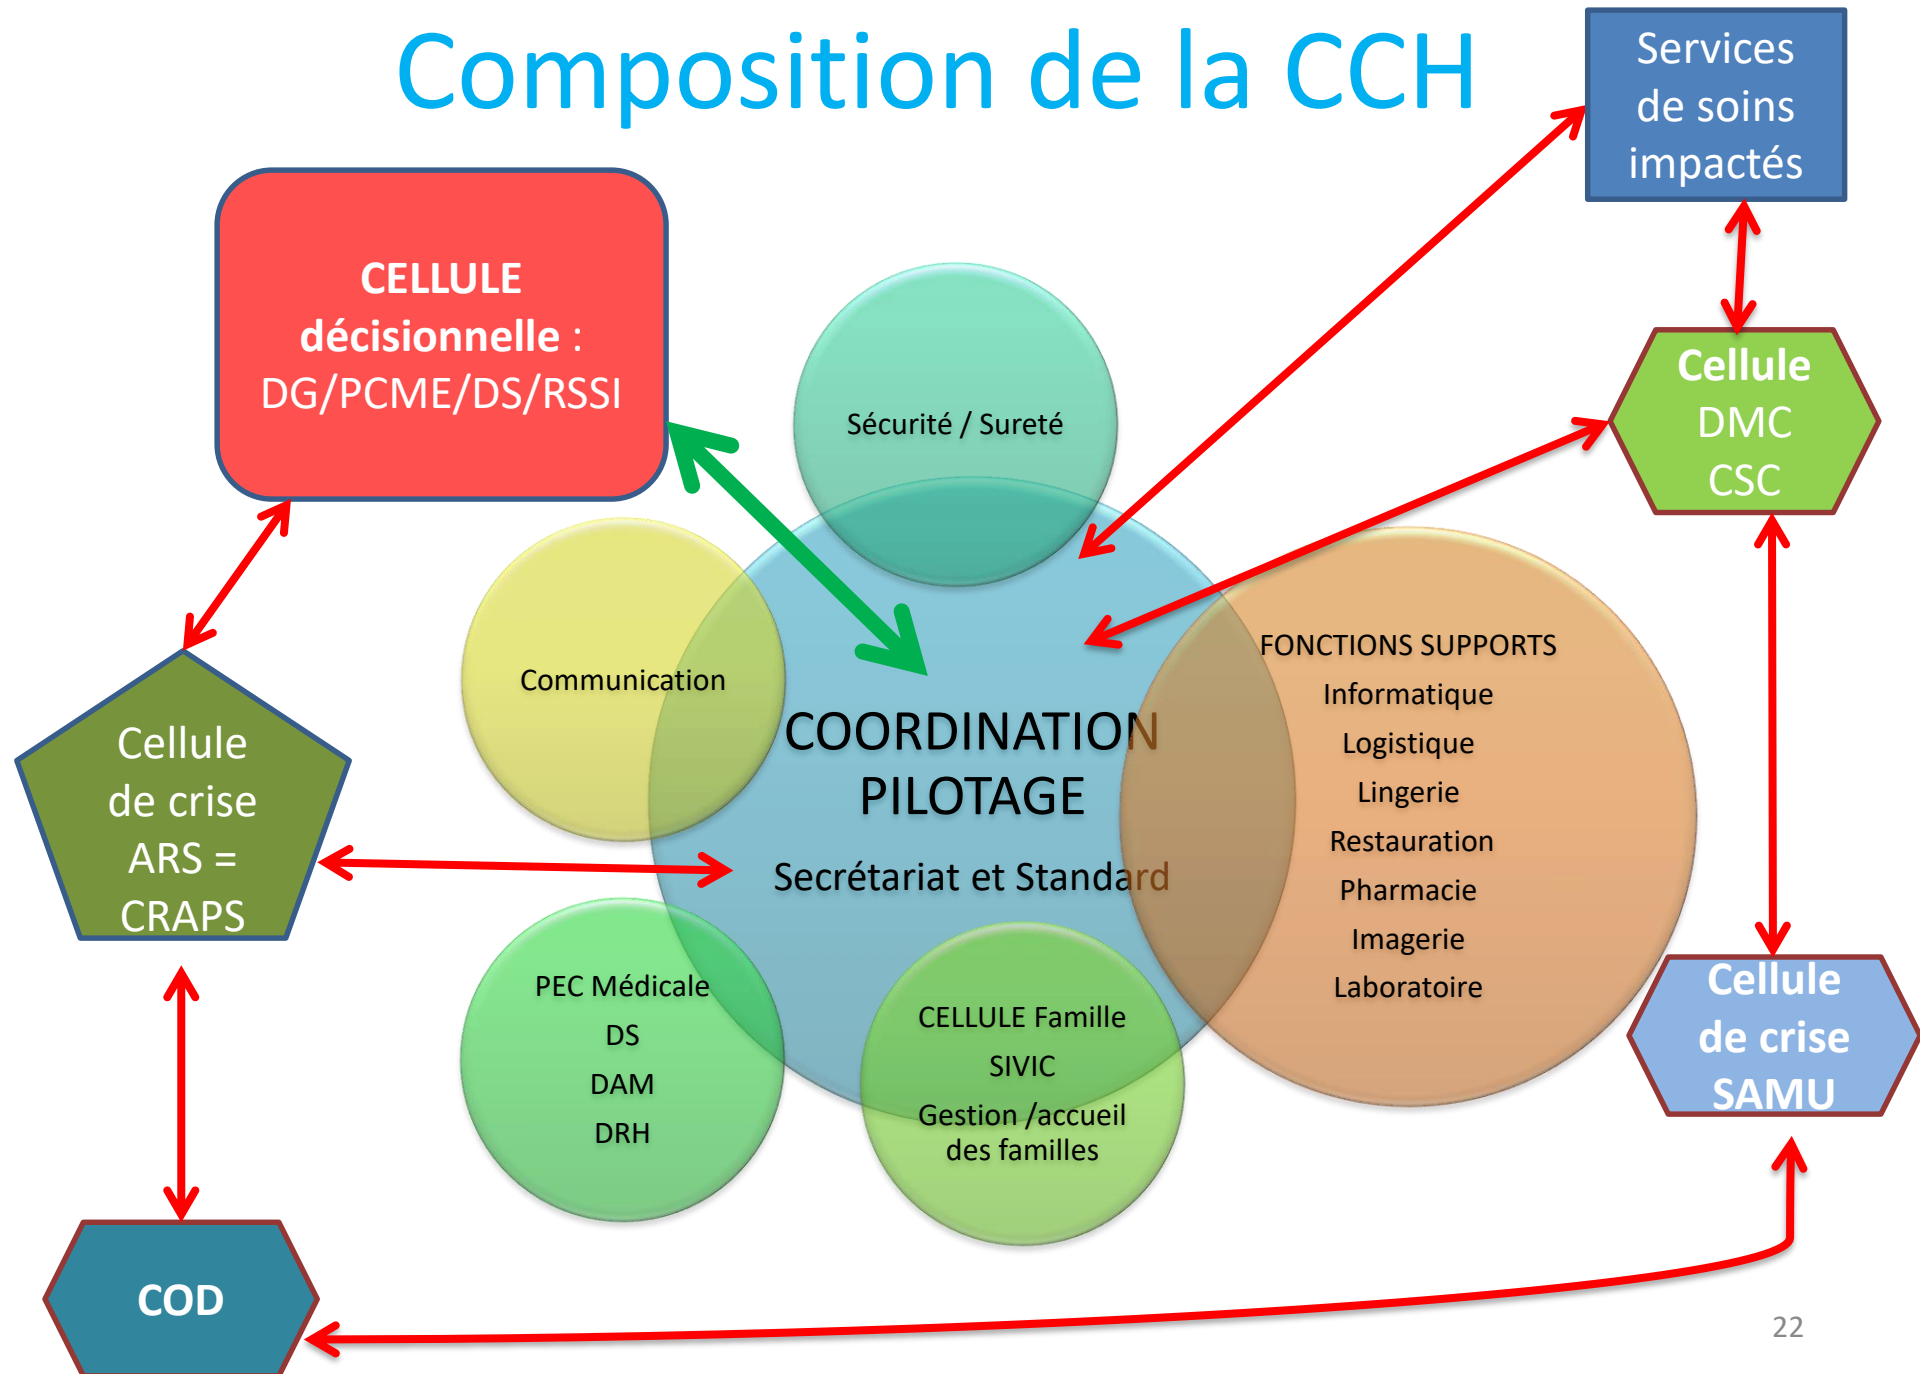 Composition de la CCH
Services
de soins
impactés
CELLULE
décisionnelle :
DG/PCME/DS/RSSI
Sécurité / Sureté
Cellule
DMC
CSC
Communication
COORDINATION
PILOTAGE
Secrétariat et Standard
FONCTIONS SUPPORTS
Informatique
Logistique
Lingerie
Restauration
Pharmacie
Imagerie
Laboratoire
Cellule
de crise
ARS =
CRAPS
PEC Médicale
DS
DAM
DRH
CELLULE Famille
SIVIC
Gestion /accueil
des familles
Cellule
de crise
SAMU
COD
22